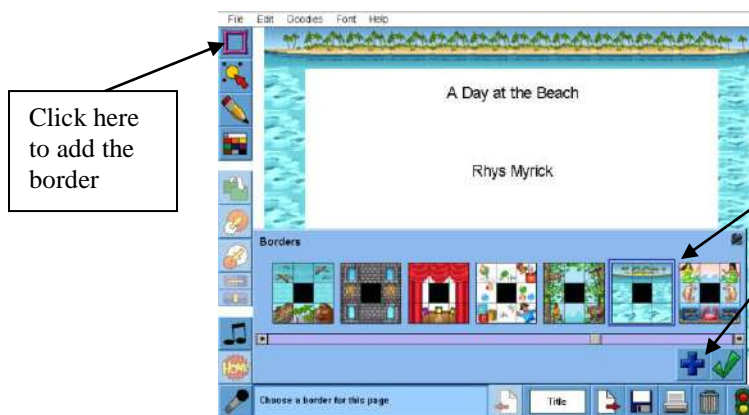 File Edit Goodies Font Help
Click here
to add the
border
A Day at the Beach
Rhys Myrick
Borders
HOWL
Choose a border for this page
Title